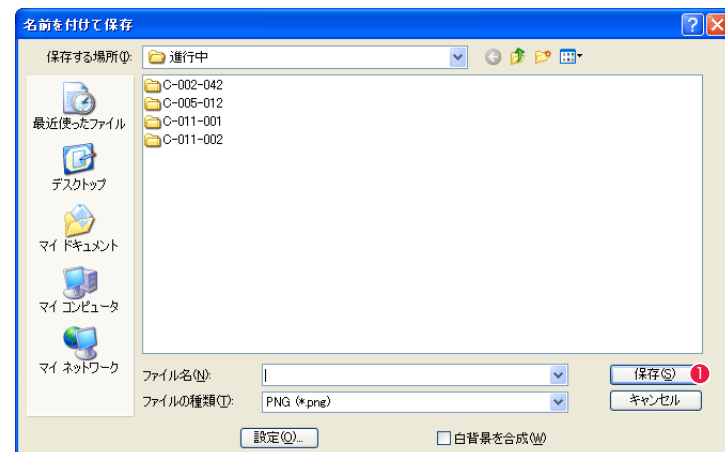 名前を付けて保存
保存する場所(I):
進行中
C-002-042
C-005-012
C-011-001
C-011-002
最近使ったファイル
デスクトップ
マイ ドキュメント
マイ コンピュータ
マイ ネットワーク
ファイル名(N):
保存(S)
1
ファイルの種類(T):
PNG (*.png)
キャンセル
設定(O)...
白背景を合成(W)